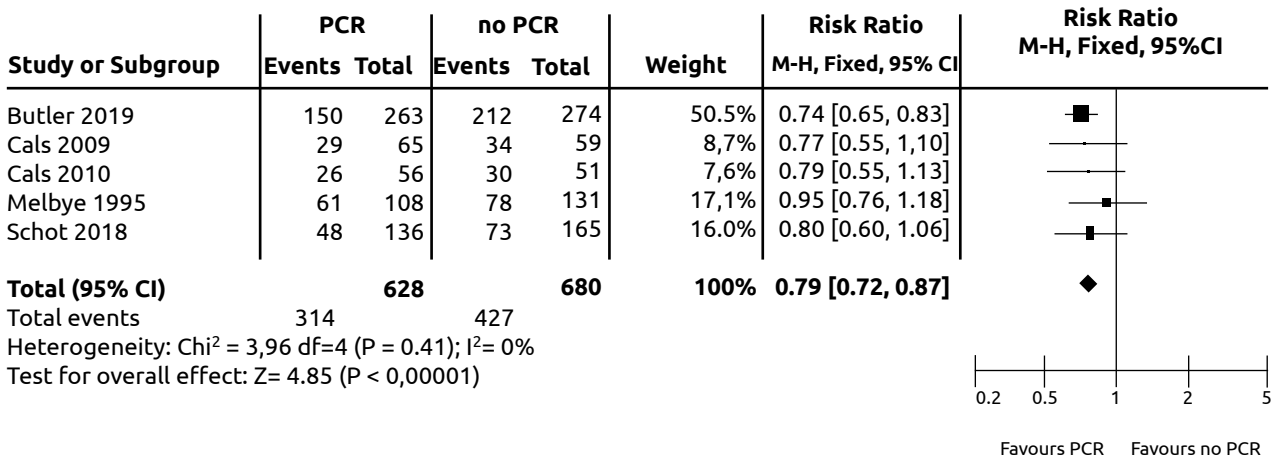 PCR no PCR Risk Ratio Risk Ratio
Study or Subgroup Events Total Events Total Weight M-H, Fixed, 95% CI M-H, Fixed, 95%CI
Butler 2019 150 263 212 274 50.5% 0.74 [0.65, 0.83]
Cals 2009 29 65 34 59 8,7% 0.77 [0.55, 1,10]
Cals 2010 26 56 30 51 7,6% 0.79 [0.55, 1.13]
Melbye 1995 61 108 78 131 17,1% 0.95 [0.76, 1.18]
Schot 2018 48 136 73 165 16.0% 0.80 [0.60, 1.06]
Total (95% CI) 628 680 100% 0.79 [0.72, 0.87]
Total events 314 427
Heterogeneity: Chi² = 3,96 df=4 (P = 0.41); I²= 0%
Test for overall effect: Z= 4.85 (P < 0,00001)
0.2 0.5 1 2 5
Favours PCR Favours no PCR